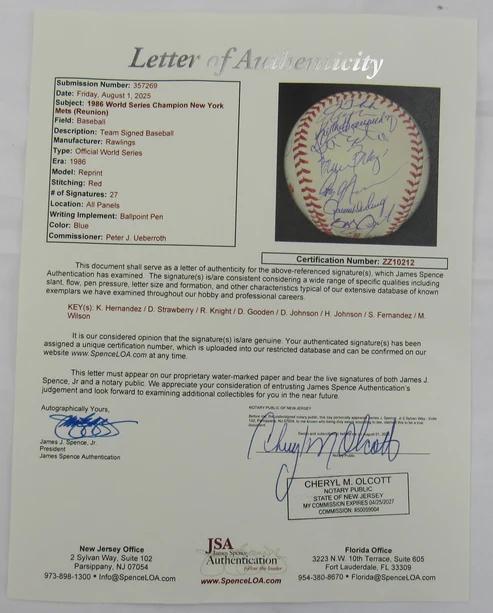 Letter of Authenticity
Submission Number: 357269
Date: Friday, August 1, 2025
Subject: 1986 World Series Champion New York
Mets (Reunion)
Field: Baseball
Description: Team Signed Baseball
Manufacturer: Rawlings
Type: Official World Series
Era: 1986
Model: Reprint
Stitching: Red
# of Signatures: 27
Location: All Panels
Writing Implement: Ballpoint Pen
Color: Blue
Commissioner: Peter J. Ueberroth
Certification Number: ZZ10212
This document shall serve as a letter of authenticity for the above-referenced signature(s), which James Spence
Authentication has examined. The signature(s) is/are consistent considering a wide range of specific qualities including
slant, flow, pen pressure, letter size and formation, and other characteristics typical of our extensive database of known
exemplars we have examined throughout our hobby and professional careers.
KEY(s): K. Hernandez / D. Strawberry / R. Knight / D. Gooden / D. Johnson / H. Johnson / S. Fernandez / M.
Wilson
It is our considered opinion that the signature(s) is/are genuine. Your authenticated signature(s) has been
assigned a unique certification number, which is uploaded into our restricted database and can be confirmed on our
website www.SpenceLOA.com at any time.
This letter must appear on our proprietary water-marked paper and bear the live signatures of both James J.
Spence, Jr and a notary public. We appreciate your consideration of entrusting James Spence Authentication's
judgement and look forward to examining additional collectibles for you in the near future.
Autographically Yours,
James J. Spence, Jr.
President
James Spence Authentication
NOTARY PUBLIC OF NEW JERSEY
Cheryl M Olcott
Notary Public
CHERYL M. OLCOTT
NOTARY PUBLIC
STATE OF NEW JERSEY
MY COMMISSION EXPIRES 04/25/2027
COMMISSION: #50059004
New Jersey Office
2 Sylvan Way, Suite 102
Parsippany, NJ 07054
973-898-1300 * Info@SpenceLOA.com
JSA
James Spence
Authentication
www.SpenceLOA.com
Florida Office
3223 N.W. 10th Terrace, Suite 605
Fort Lauderdale, FL 33309
954-380-8670 * Florida@SpenceLOA.com